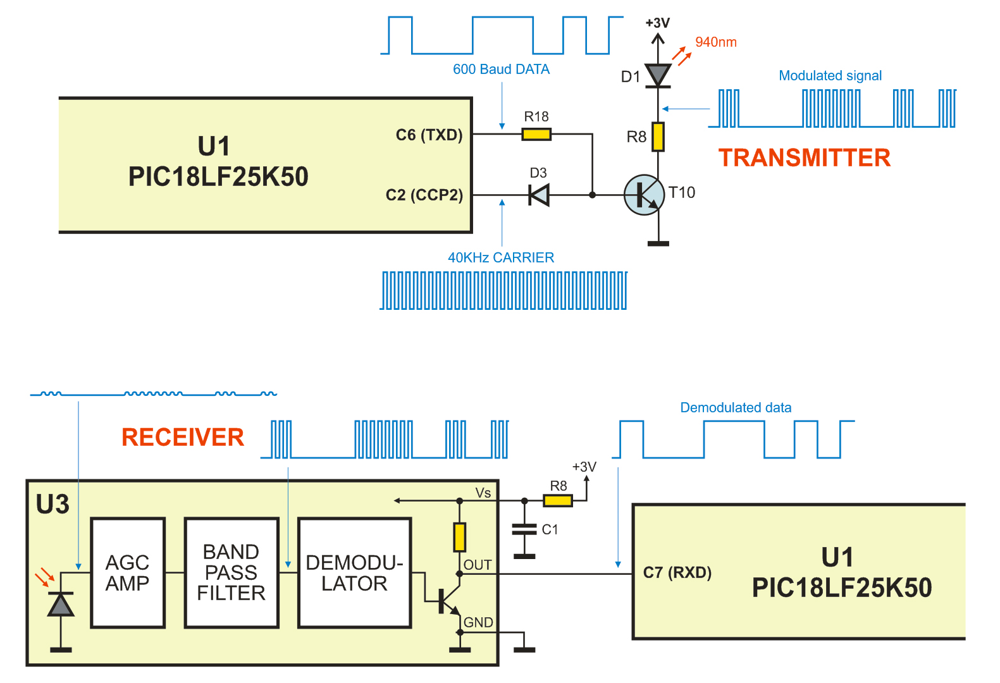 +3V
940nm
600 Baud DATA
D1
Modulated signal
R18
C6 (TXD)
U1
PIC18LF25K50
R8
TRANSMITTER
D3
C2 (CCP2)
T10
40KHz CARRIER
Demodulated data
RECEIVER
+3V
U3
Vs
R8
C1
AGC
AMP
BAND
PASS
FILTER
DEMODU-
LATOR
OUT
GND
C7 (RXD)
U1
PIC18LF25K50